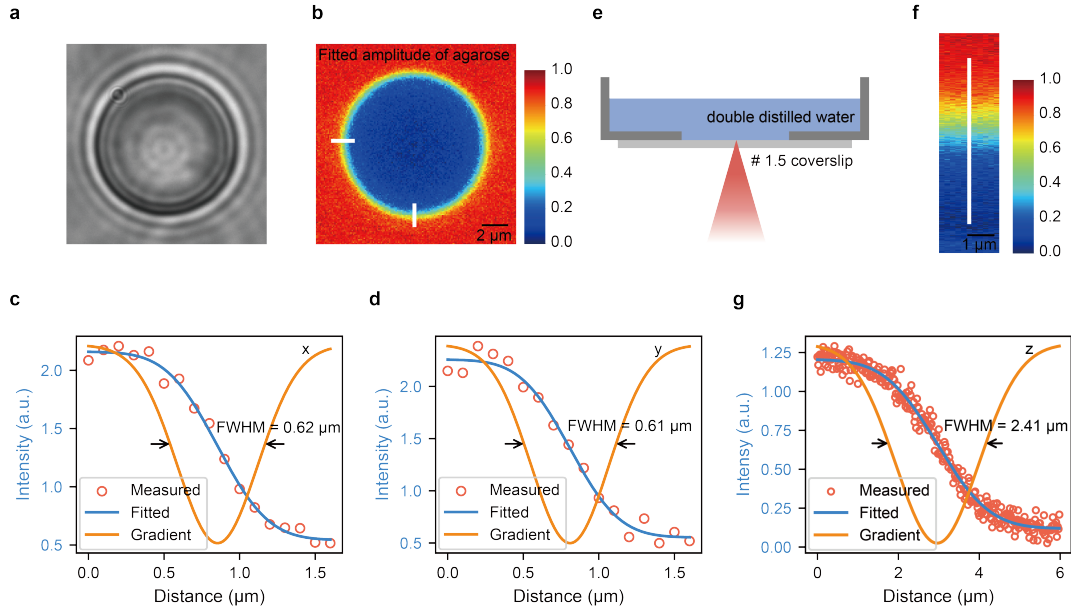 a
b
Fitted amplitude of agarose
1.0
0.8
0.6
0.4
0.2
0.0
2 μm
e
double distilled water
# 1.5 coverslip
f
1.0
0.8
0.6
0.4
0.2
0.0
1 μm
c
x
2.0
1.5
1.0
0.5
Intensity (a.u.)
FWHM = 0.62 μm
Measured
Fitted
Gradient
0.0
0.5
1.0
1.5
Distance (μm)
d
y
2.0
1.5
1.0
0.5
Intensity (a.u.)
FWHM = 0.61 μm
Measured
Fitted
Gradient
0.0
0.5
1.0
1.5
Distance (μm)
g
z
1.25
1.00
0.75
0.50
0.25
0.00
Intensy (a.u.)
FWHM = 2.41 μm
Measured
Fitted
Gradient
0
2
4
6
Distance (μm)